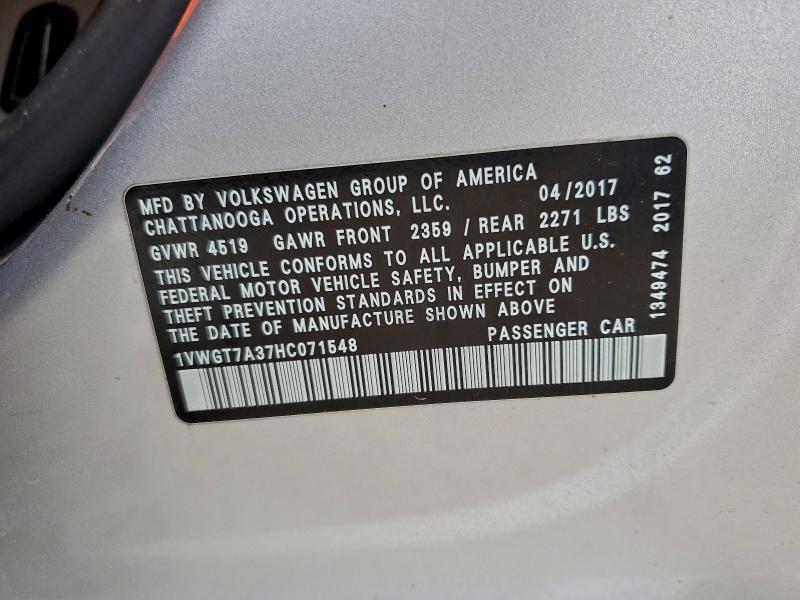 MFD BY VOLKSWAGEN GROUP OF AMERICA
CHATTANOOGA OPERATIONS, LLC. 04/2017
GVWR 4519 GAWR FRONT 2359 / REAR 2271 LBS
THIS VEHICLE CONFORMS TO ALL APPLICABLE U.S.
FEDERAL MOTOR VEHICLE SAFETY, BUMPER AND
THEFT PREVENTION STANDARDS IN EFFECT ON
THE DATE OF MANUFACTURE SHOWN ABOVE
1VWGT7A37HC071548 PASSENGER CAR
1349474 2017 62